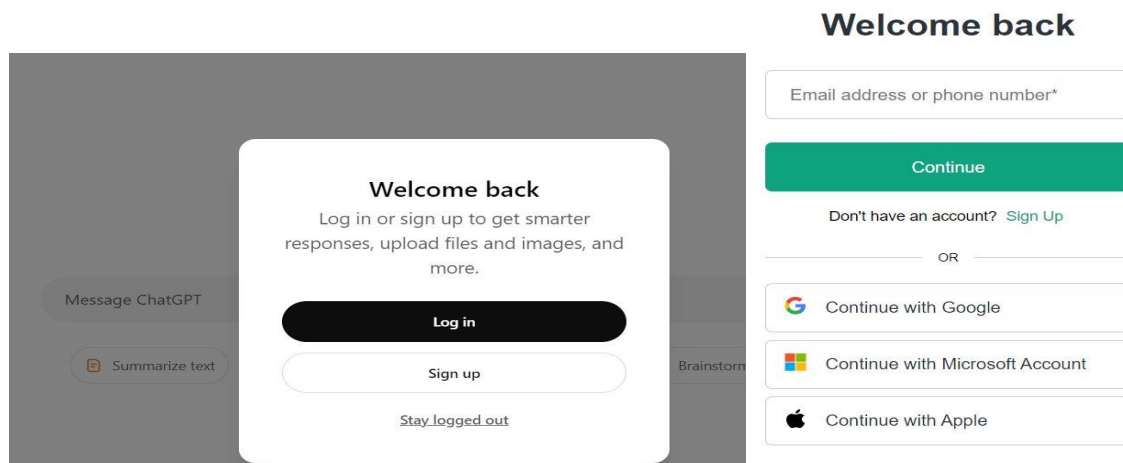 Welcome back
Log in or sign up to get smarter
responses, upload files and images, and
more.
Message ChatGPT
Log in
Summarize text
Brainstorm
Sign up
Stay logged out
Welcome back
Email address or phone number*
Continue
Don't have an account? Sign Up
OR
Continue with Google
Continue with Microsoft Account
Continue with Apple